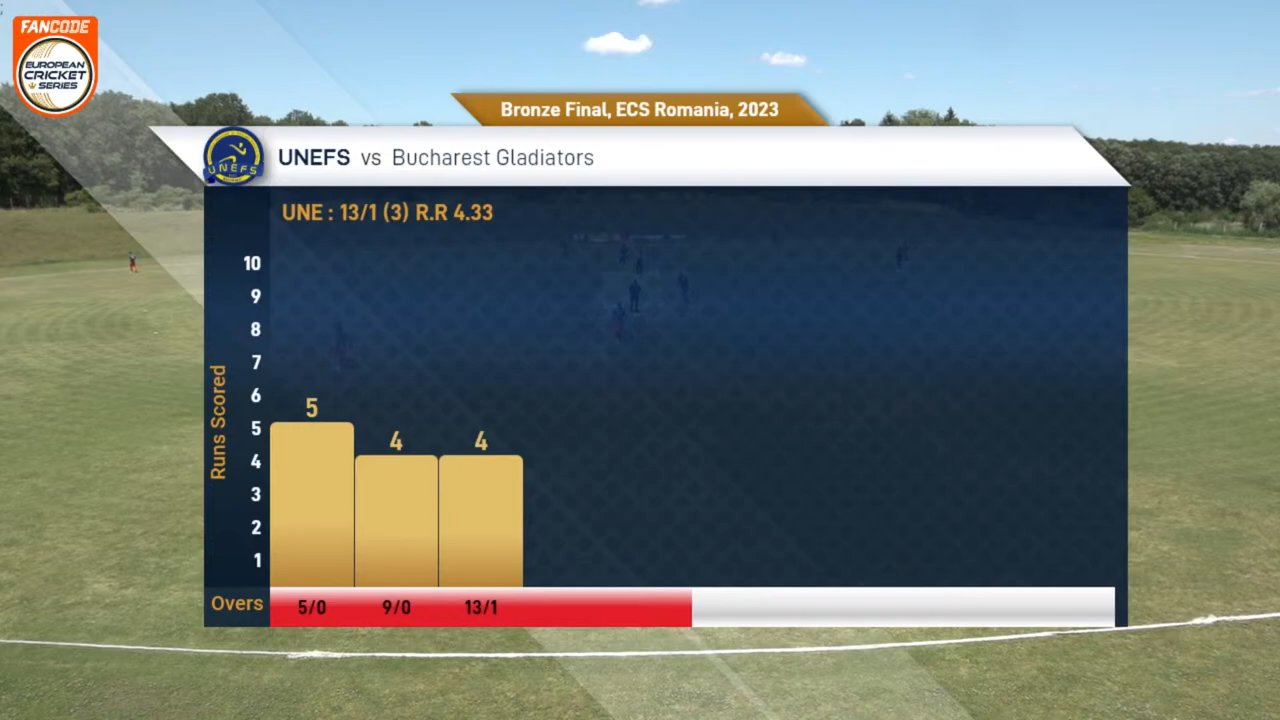 FANCODE
EUROPEAN
CRICKET
SERIES
Bronze Final, ECS Romania, 2023
UNEFS
UNEFS vs Bucharest Gladiators
UNE : 13/1 (3) R.R 4.33
Runs Scored
10
9
8
7
6
5
4
3
2
1
5
4
4
Overs
5/0
9/0
13/1